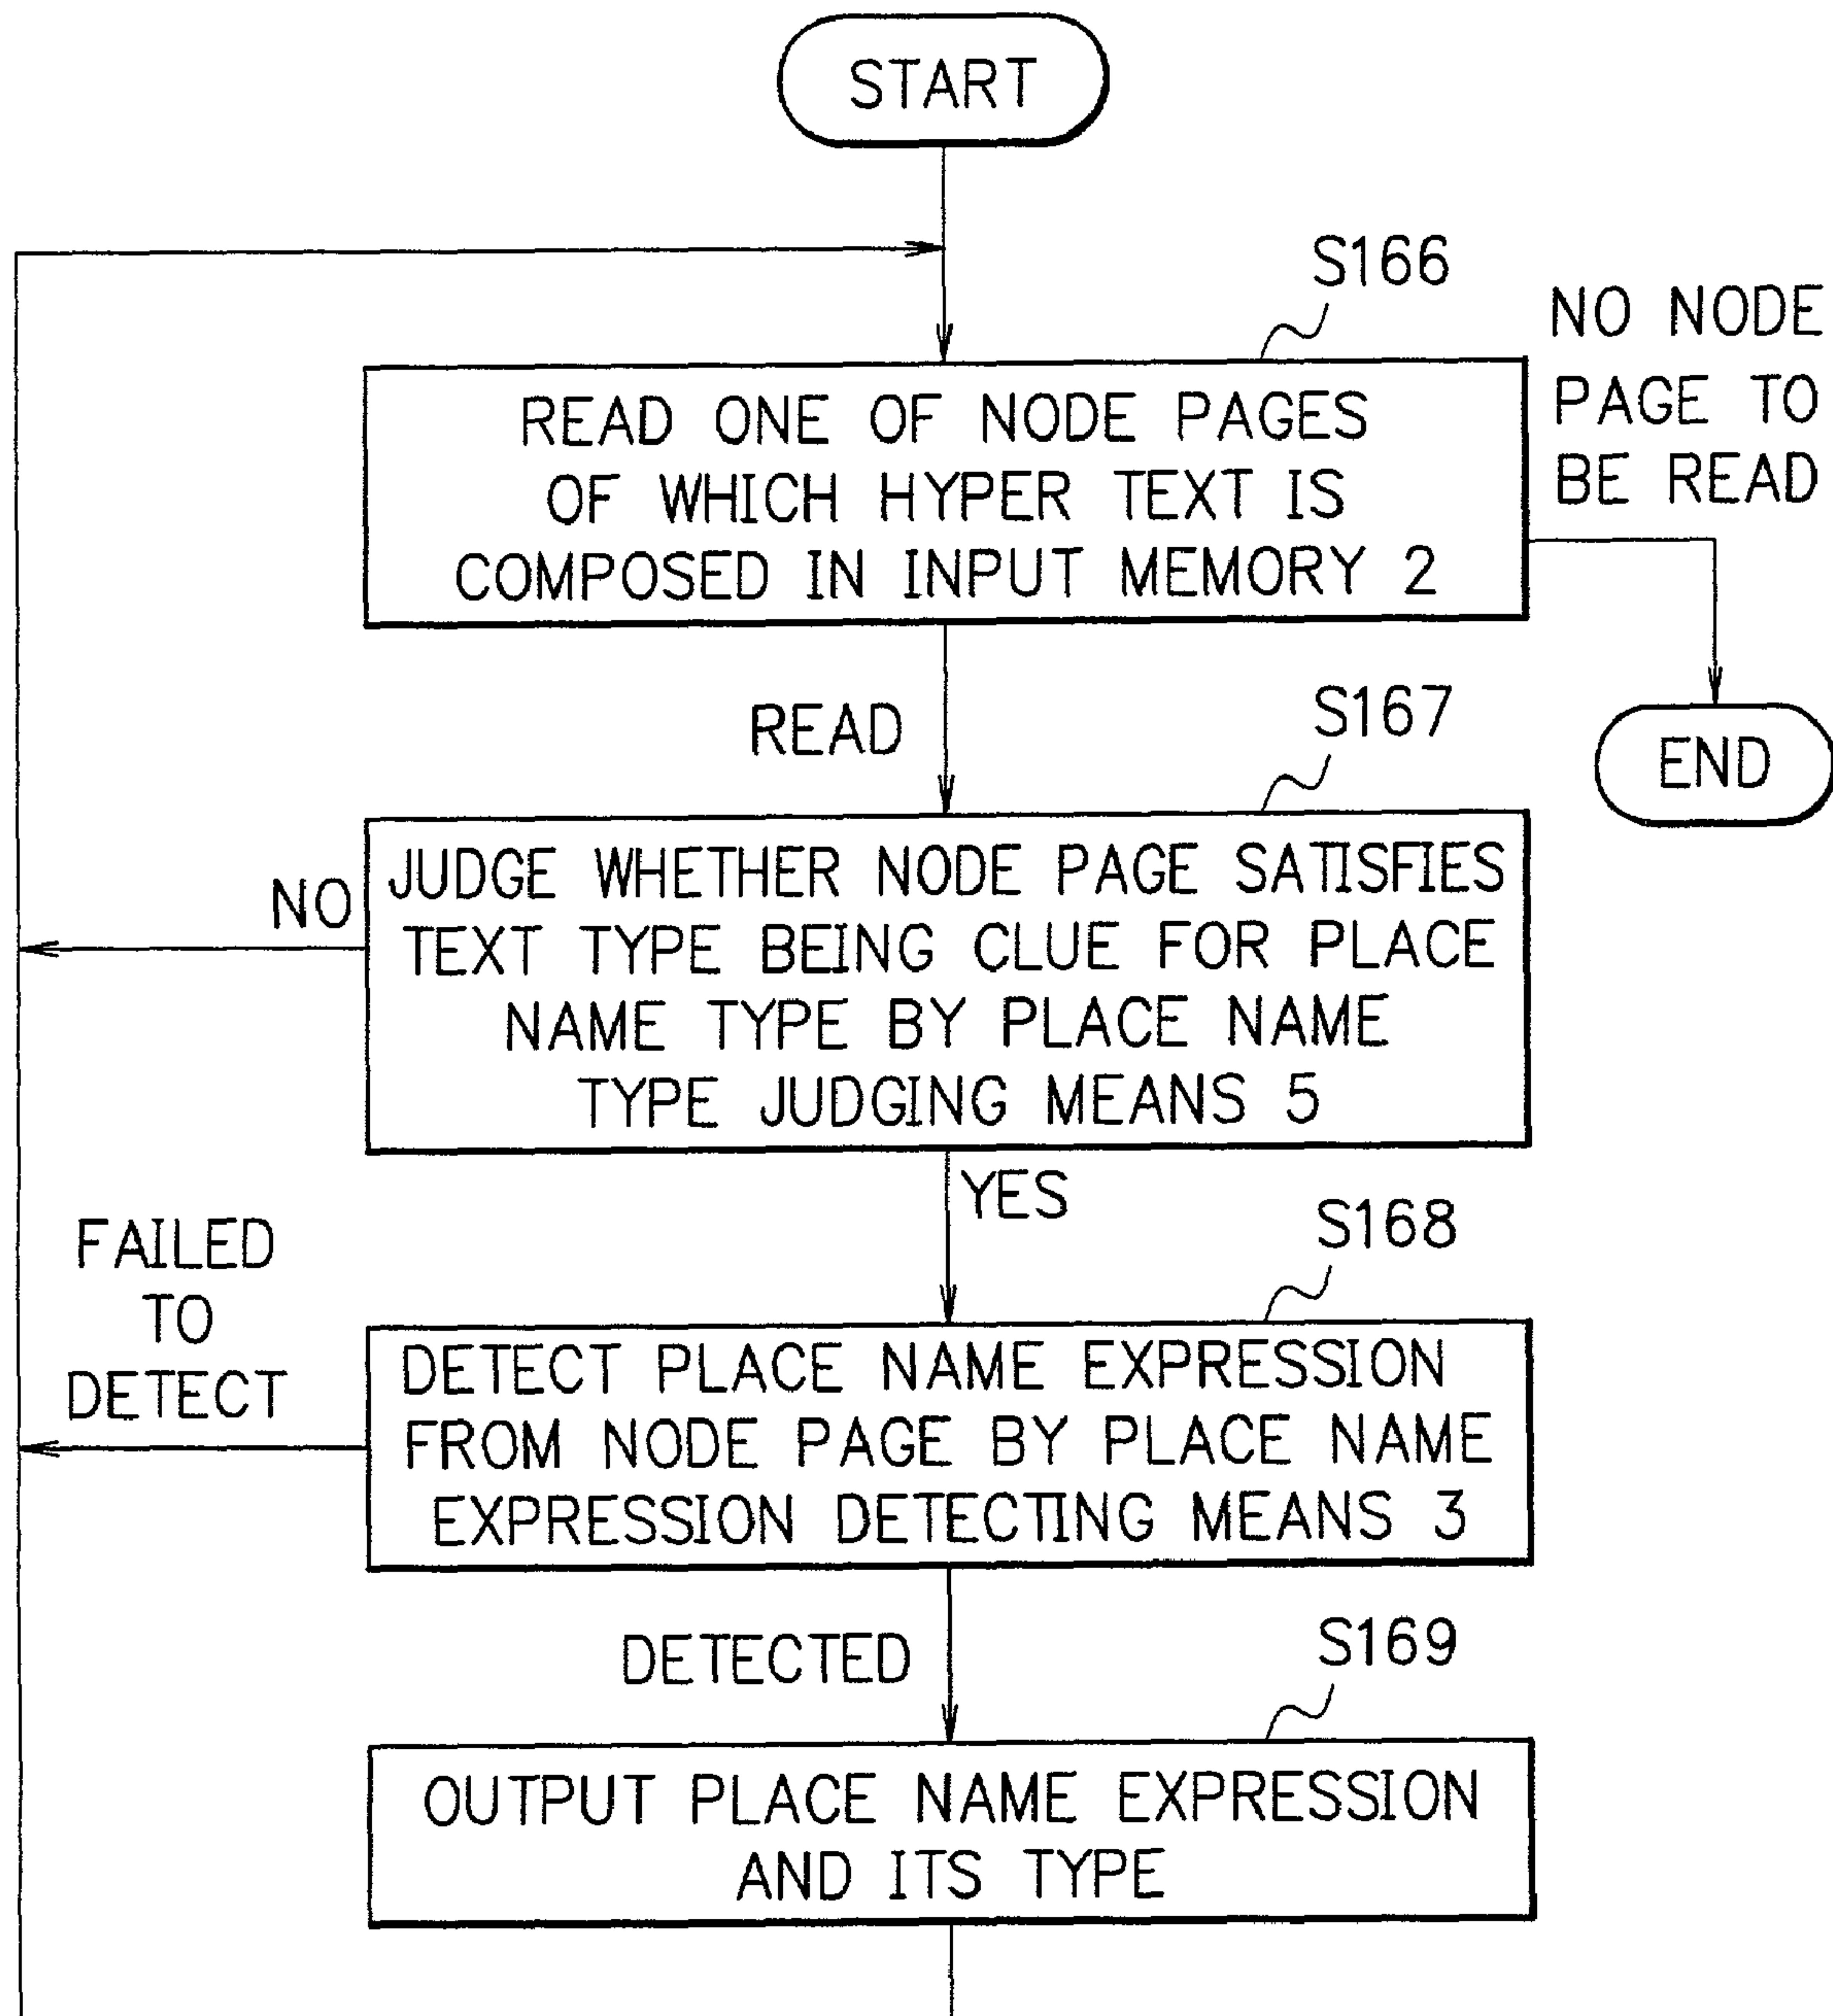 START
S166
NO NODE
PAGE TO
BE READ
READ ONE OF NODE PAGES
OF WHICH HYPER TEXT IS
COMPOSED IN INPUT MEMORY 2
READ
S167
END
NO
JUDGE WHETHER NODE PAGE SATISFIES
TEXT TYPE BEING CLUE FOR PLACE
NAME TYPE BY PLACE NAME
TYPE JUDGING MEANS 5
YES
S168
FAILED
TO
DETECT
DETECT PLACE NAME EXPRESSION
FROM NODE PAGE BY PLACE NAME
EXPRESSION DETECTING MEANS 3
DETECTED
S169
OUTPUT PLACE NAME EXPRESSION
AND ITS TYPE